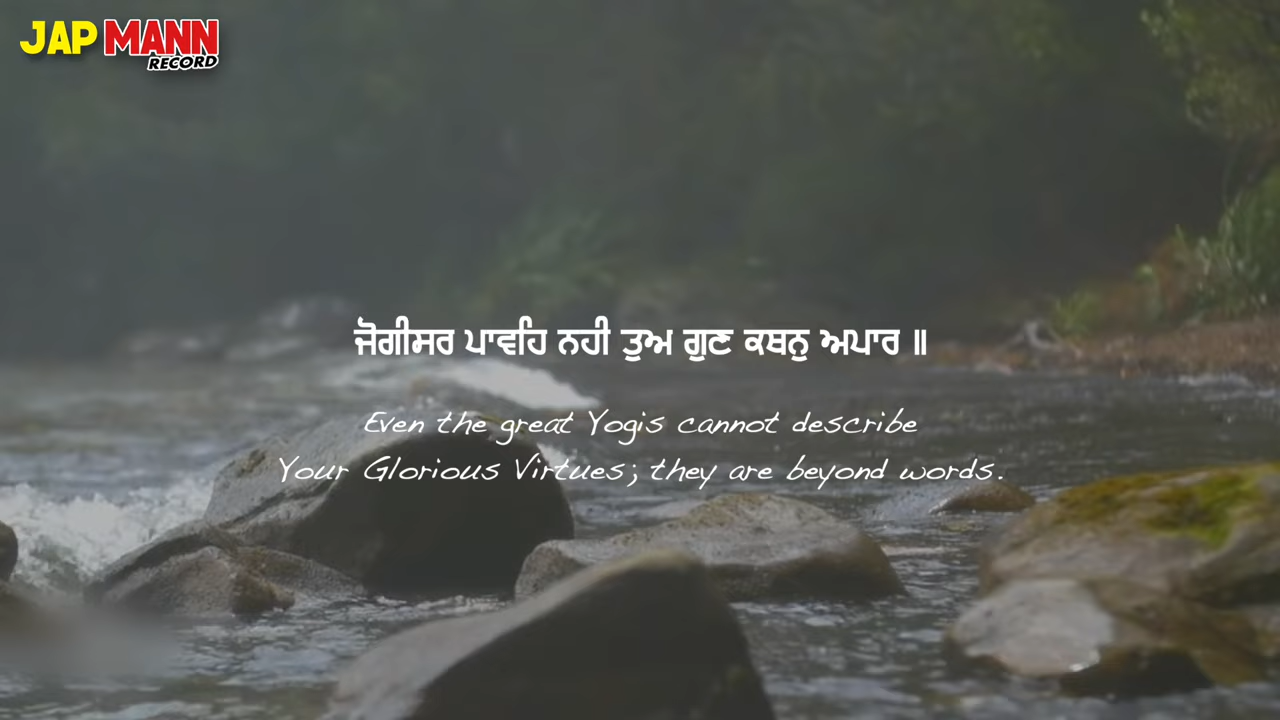 JAP MANN
RECORD
ਜੋਗੀਸਰ ਪਾਵਹਿ ਨਹੀ ਤੁਅ ਗੁਣ ਕਥਨੁ ਅਪਾਰ ॥
Even the great Yogis cannot describe
Your Glorious Virtues; they are beyond words.